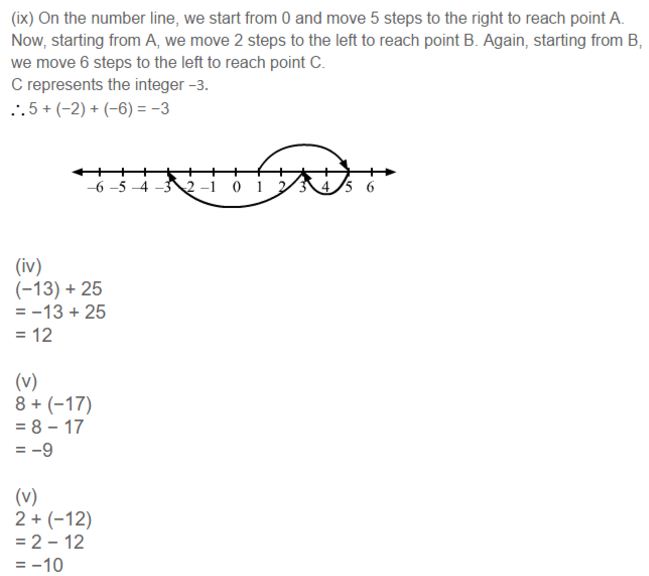 (ix) On the number line, we start from 0 and move 5 steps to the right to reach point A.
Now, starting from A, we move 2 steps to the left to reach point B. Again, starting from B,
we move 6 steps to the left to reach point C.
C represents the integer −3.
∴ 5 + (−2) + (−6) = −3
−6 −5 −4 −3 −2 −1 0 1 2 3 4 5 6
(iv)
(−13) + 25
= −13 + 25
= 12
(v)
8 + (−17)
= 8 − 17
= −9
(v)
2 + (−12)
= 2 − 12
= −10